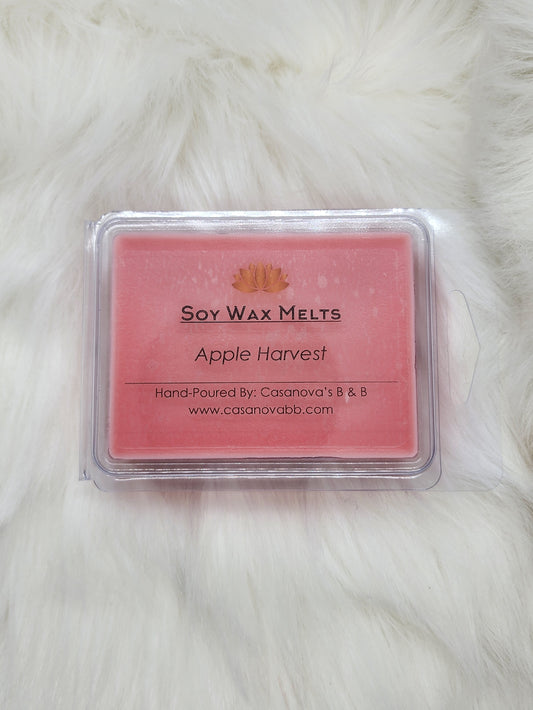 Soy Wax Melts
Apple Harvest
Hand-Poured By: Casanova's B & B
www.casanovabb.com